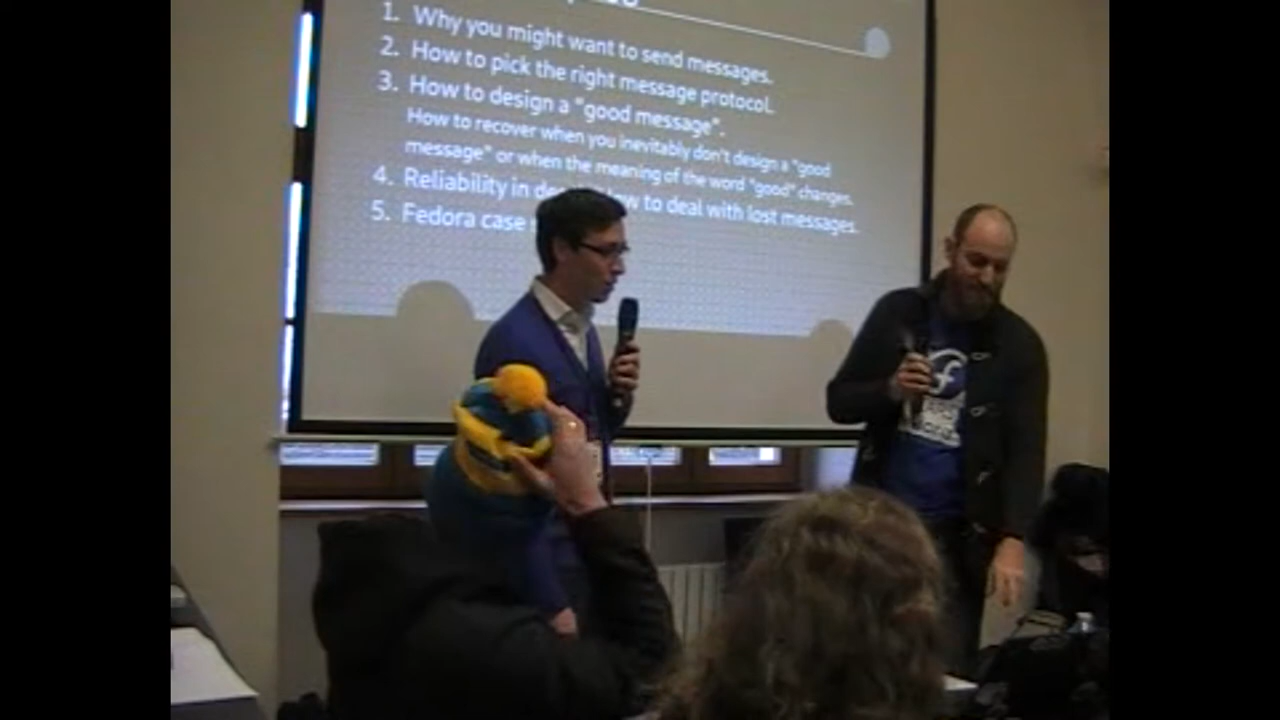 1. Why you might want to send messages.
2. How to pick the right message protocol.
3. How to design a "good message".
How to recover when you inevitably don't design a "good
message" or when the meaning of the word "good" changes.
4. Reliability in to deal with lost messages.
5. Fedora case